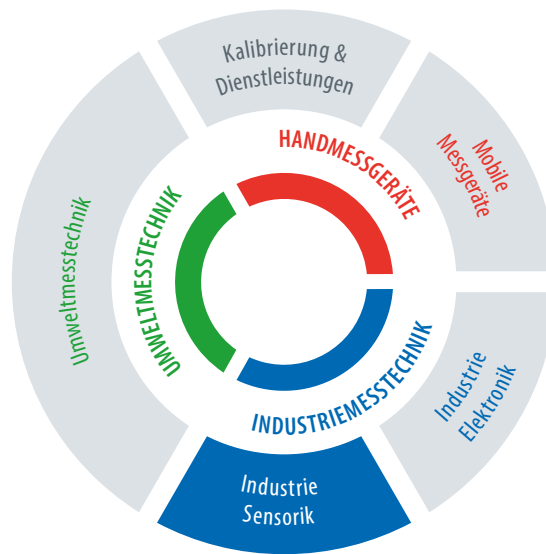 Kalibrierung &
Dienstleistungen
HANDMESSGERÄTE
Mobile
Messgeräte
UMWELTMESSTECHNIK
Umweltmesstechnik
INDUSTRIEMESSTECHNIK
Industrie
Elektronik
Industrie
Sensorik